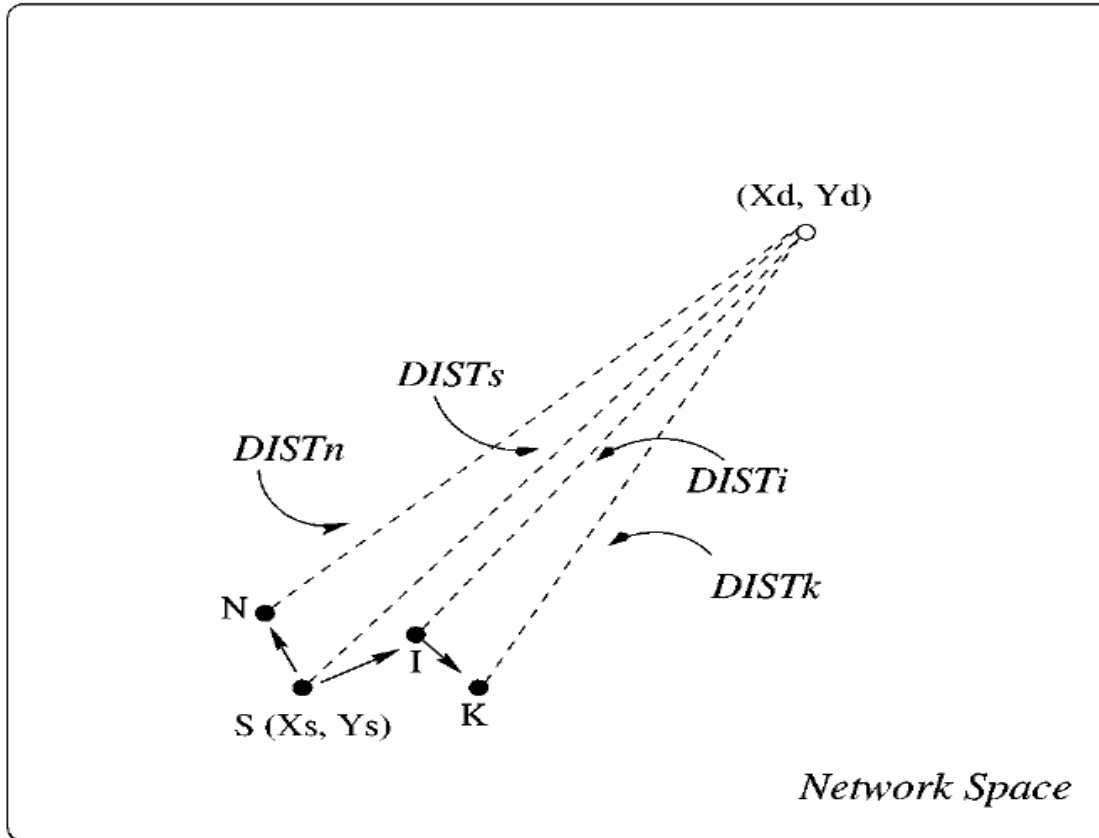 (Xd, Yd)
DISTs
DISTn
DISTi
DISTk
N
I
K
S (Xs, Ys)
Network Space